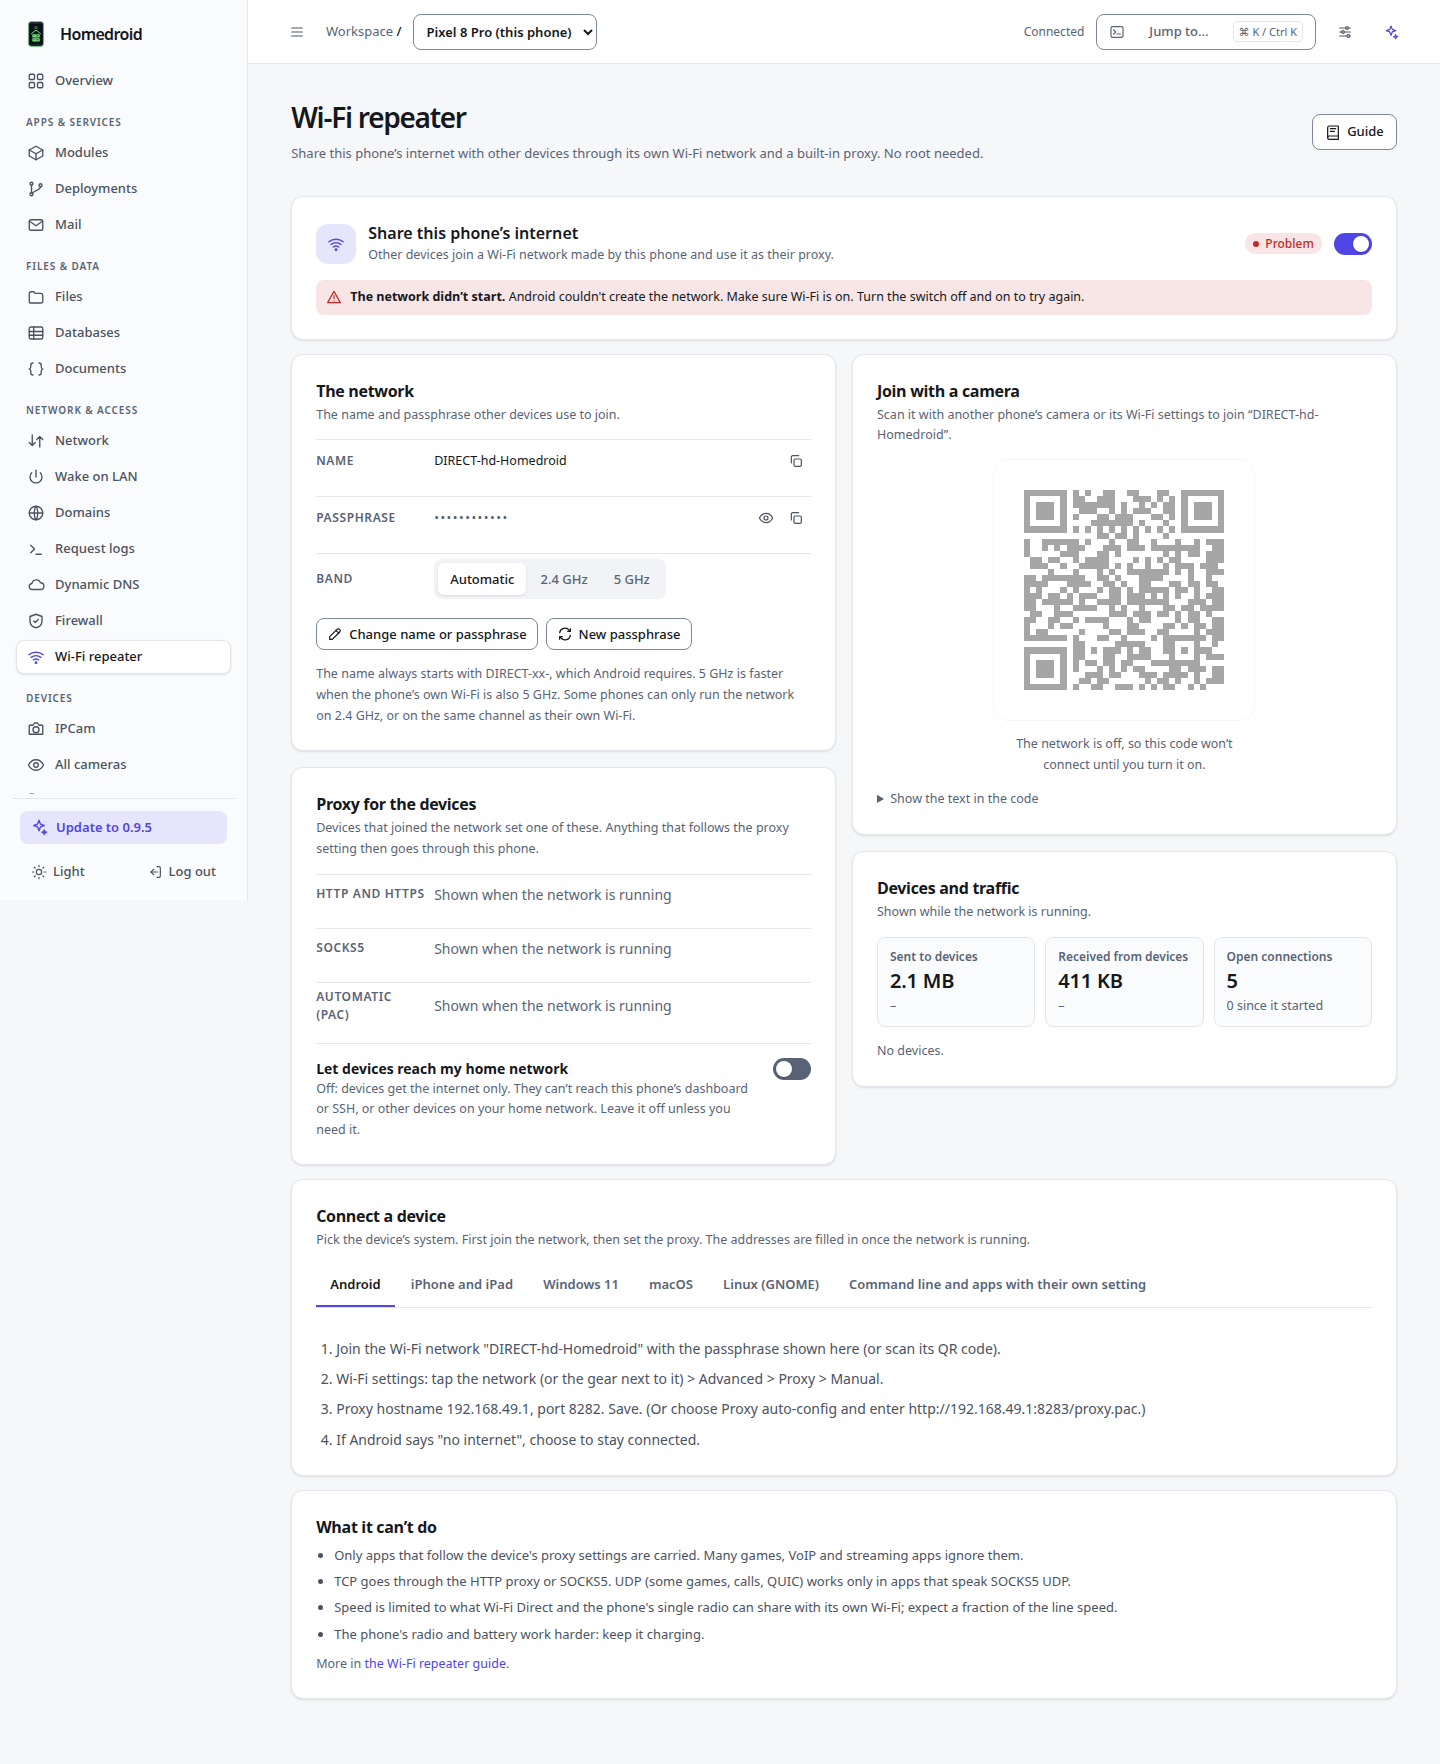 Homedroid
Workspace /
Pixel 8 Pro (this phone)
Connected
Jump to...
⌘ K / Ctrl K
Overview
APPS & SERVICES
Modules
Deployments
Mail
FILES & DATA
Files
Databases
Documents
NETWORK & ACCESS
Network
Wake on LAN
Domains
Request logs
Dynamic DNS
Firewall
Wi-Fi repeater
DEVICES
IPCam
All cameras
Update to 0.9.5
Light
Log out
Wi-Fi repeater
Share this phone’s internet with other devices through its own Wi-Fi network and a built-in proxy. No root needed.
Guide
Share this phone’s internet
Other devices join a Wi-Fi network made by this phone and use it as their proxy.
Problem
The network didn’t start. Android couldn't create the network. Make sure Wi-Fi is on. Turn the switch off and on to try again.
The network
The name and passphrase other devices use to join.
NAME
DIRECT-hd-Homedroid
PASSPHRASE
••••••••••••
BAND
Automatic
2.4 GHz
5 GHz
Change name or passphrase
New passphrase
The name always starts with DIRECT-xx-, which Android requires. 5 GHz is faster
when the phone’s own Wi-Fi is also 5 GHz. Some phones can only run the network
on 2.4 GHz, or on the same channel as their own Wi-Fi.
Join with a camera
Scan it with another phone’s camera or its Wi-Fi settings to join “DIRECT-hd-
Homedroid”.
The network is off, so this code won’t
connect until you turn it on.
Show the text in the code
Proxy for the devices
Devices that joined the network set one of these. Anything that follows the proxy
setting then goes through this phone.
HTTP AND HTTPS
Shown when the network is running
SOCKS5
Shown when the network is running
AUTOMATIC
(PAC)
Shown when the network is running
Let devices reach my home network
Off: devices get the internet only. They can’t reach this phone’s dashboard
or SSH, or other devices on your home network. Leave it off unless you
need it.
Devices and traffic
Shown while the network is running.
Sent to devices
2.1 MB
–
Received from devices
411 KB
–
Open connections
5
0 since it started
No devices.
Connect a device
Pick the device’s system. First join the network, then set the proxy. The addresses are filled in once the network is running.
Android
iPhone and iPad
Windows 11
macOS
Linux (GNOME)
Command line and apps with their own setting
1. Join the Wi-Fi network "DIRECT-hd-Homedroid" with the passphrase shown here (or scan its QR code).
2. Wi-Fi settings: tap the network (or the gear next to it) > Advanced > Proxy > Manual.
3. Proxy hostname 192.168.49.1, port 8282. Save. (Or choose Proxy auto-config and enter http://192.168.49.1:8283/proxy.pac.)
4. If Android says "no internet", choose to stay connected.
What it can’t do
• Only apps that follow the device's proxy settings are carried. Many games, VoIP and streaming apps ignore them.
• TCP goes through the HTTP proxy or SOCKS5. UDP (some games, calls, QUIC) works only in apps that speak SOCKS5 UDP.
• Speed is limited to what Wi-Fi Direct and the phone's single radio can share with its own Wi-Fi; expect a fraction of the line speed.
• The phone's radio and battery work harder: keep it charging.
More in the Wi-Fi repeater guide.